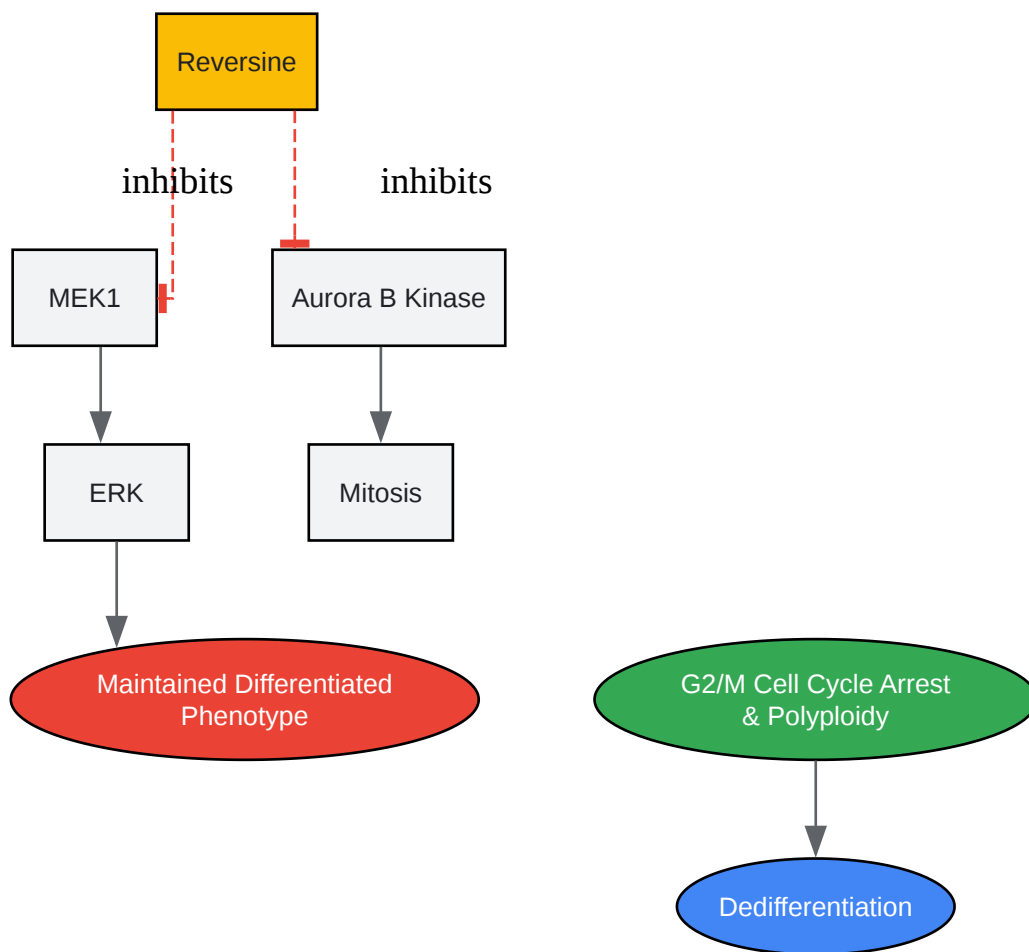 Reversine
inhibits
inhibits
MEK1
Aurora B Kinase
ERK
Mitosis
Maintained Differentiated
Phenotype
G2/M Cell Cycle Arrest
& Polyploidy
Dedifferentiation